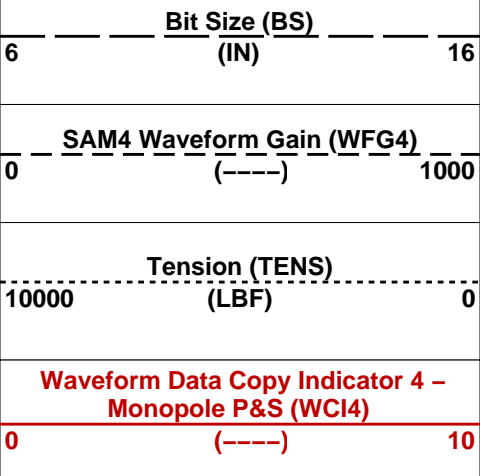 Bit Size (BS)
6 (IN) 16
SAM4 Waveform Gain (WFG4)
0 (----) 1000
Tension (TENS)
10000 (LBF) 0
Waveform Data Copy Indicator 4 –
Monopole P&S (WCI4)
0 (----) 10